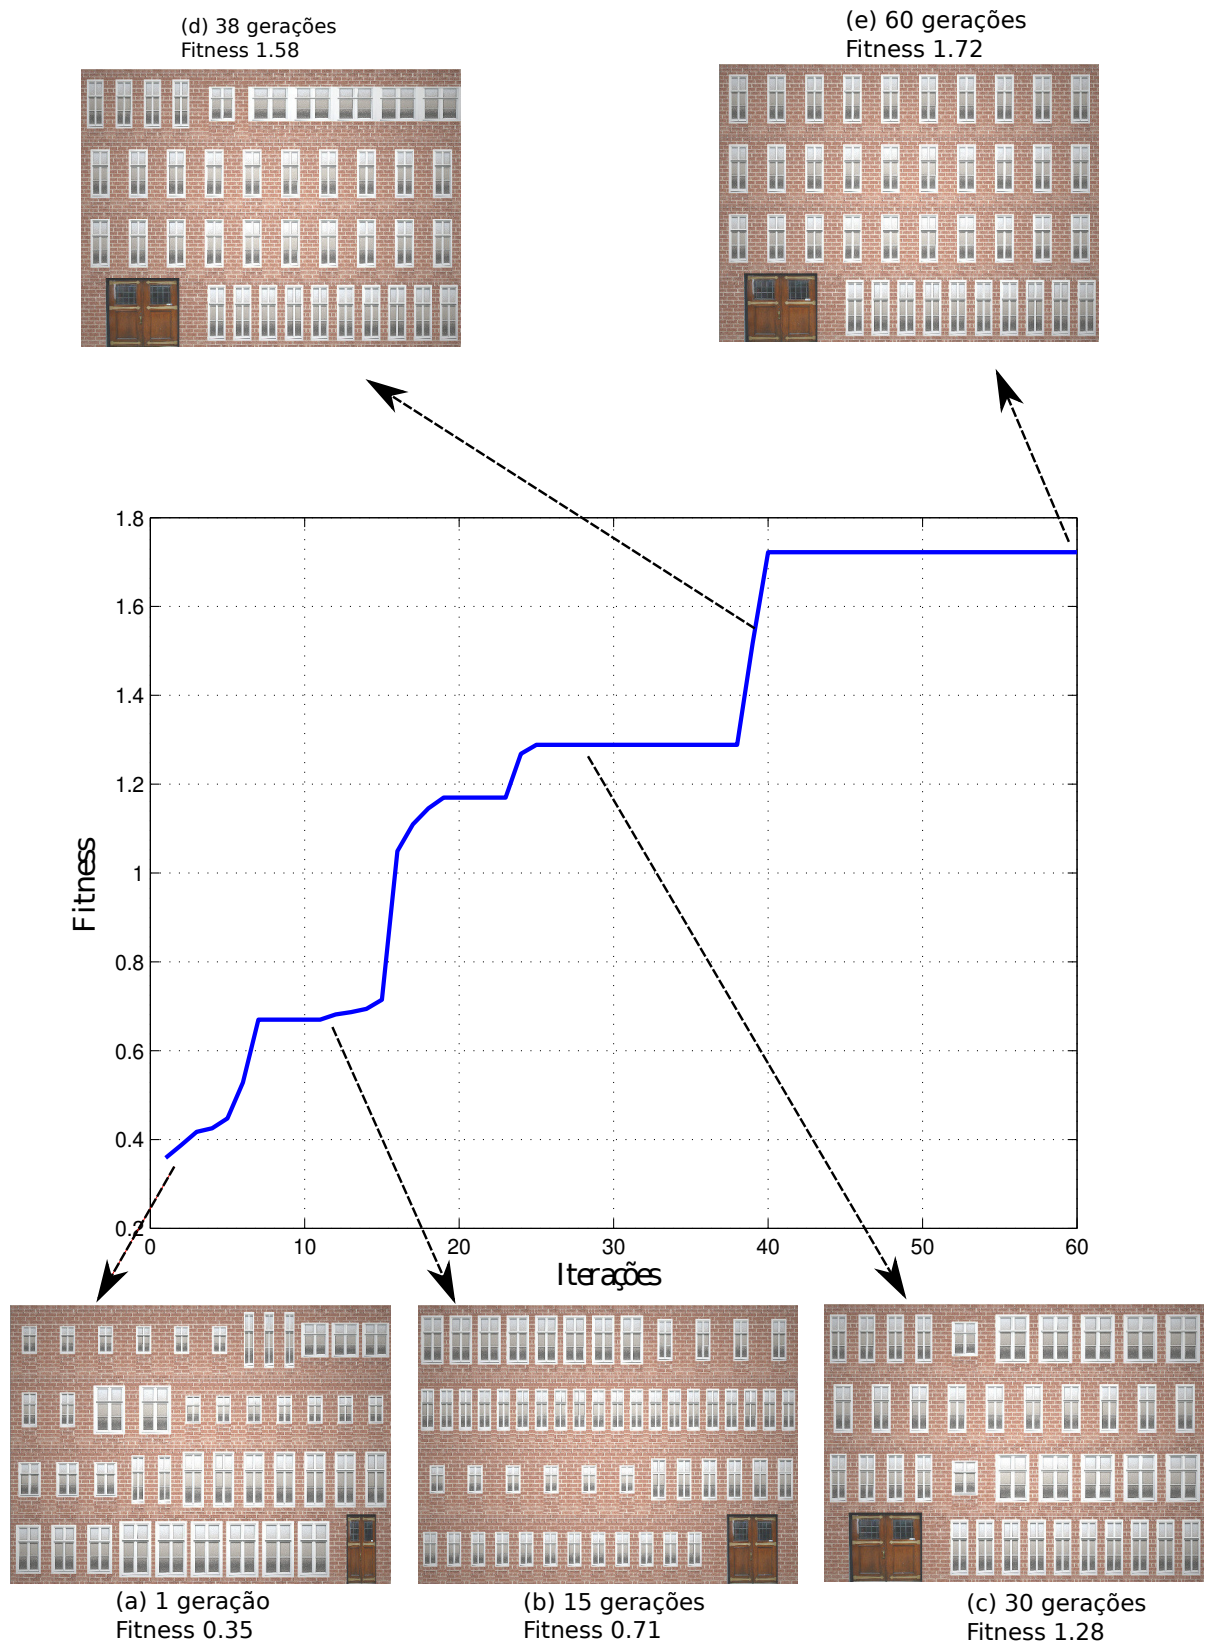 (d) 38 gerações
Fitness 1.58
(e) 60 gerações
Fitness 1.72
1.8
1.6
1.4
1.2
1
0.8
0.6
0.4
0.2
Fitness
0
10
20
30
40
50
60
Iterações
(a) 1 geração
Fitness 0.35
(b) 15 gerações
Fitness 0.71
(c) 30 gerações
Fitness 1.28